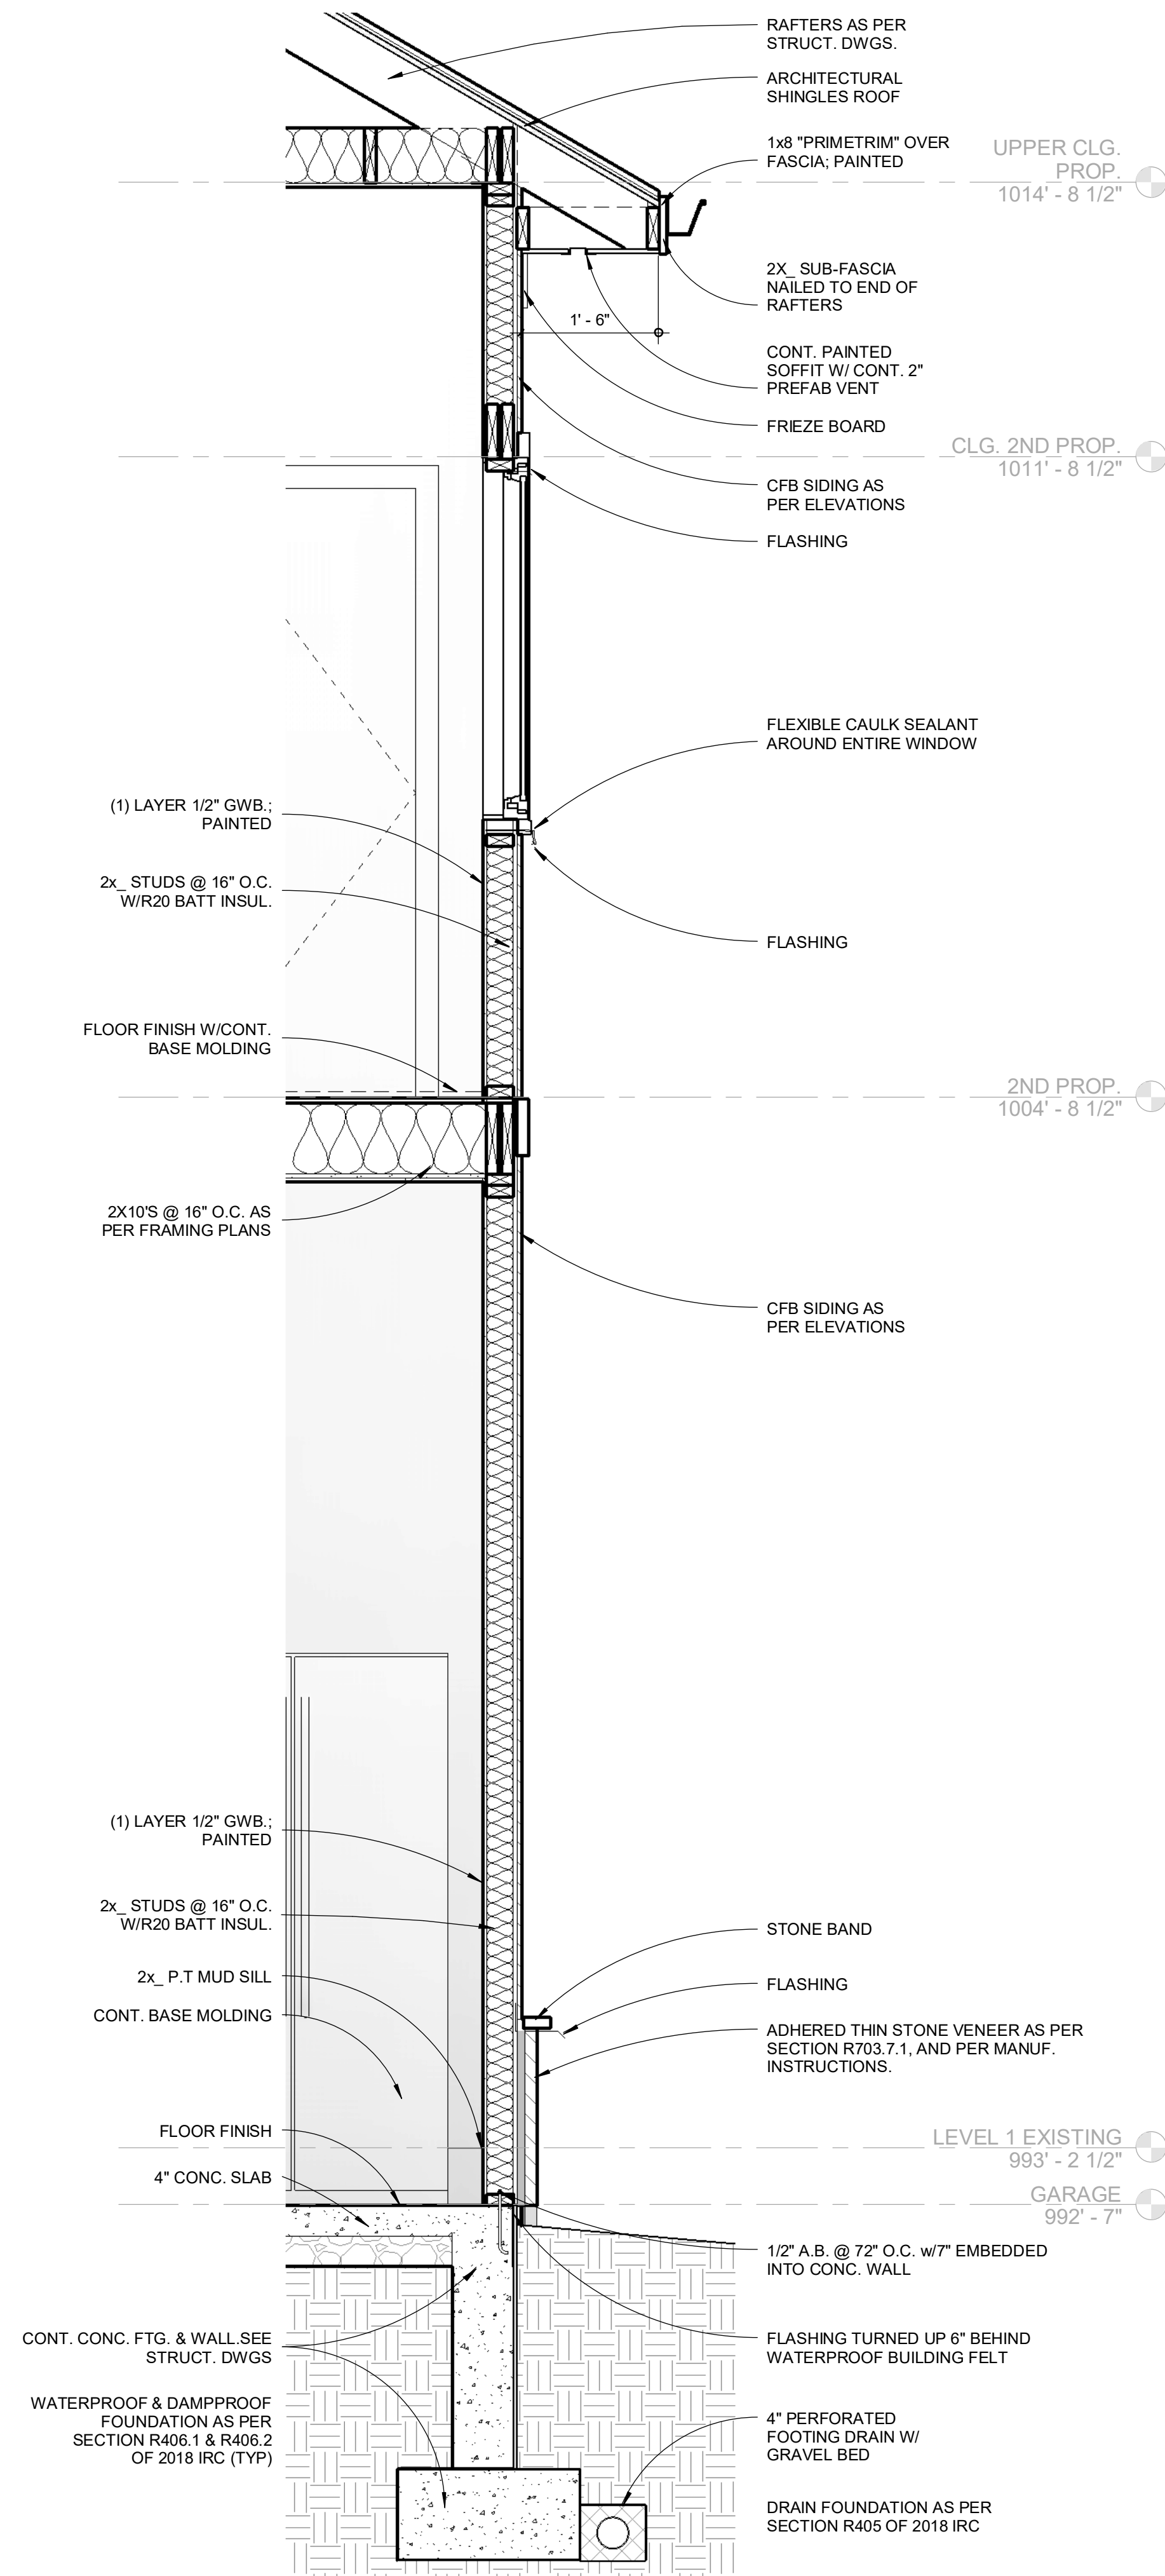 RAFTERS AS PER
STRUCT. DWGS.
ARCHITECTURAL
SHINGLES ROOF
1x8 "PRIMETRIM" OVER
FASCIA; PAINTED
UPPER CLG.
PROP.
1014' - 8 1/2"
2X_ SUB-FASCIA
NAILED TO END OF
RAFTERS
1' - 6"
CONT. PAINTED
SOFFIT W/ CONT. 2"
PREFAB VENT
FRIEZE BOARD
CLG. 2ND PROP.
1011' - 8 1/2"
CFB SIDING AS
PER ELEVATIONS
FLASHING
FLEXIBLE CAULK SEALANT
AROUND ENTIRE WINDOW
(1) LAYER 1/2" GWB.;
PAINTED
2x_ STUDS @ 16" O.C.
W/R20 BATT INSUL.
FLASHING
FLOOR FINISH W/CONT.
BASE MOLDING
2ND PROP.
1004' - 8 1/2"
2X10'S @ 16" O.C. AS
PER FRAMING PLANS
CFB SIDING AS
PER ELEVATIONS
(1) LAYER 1/2" GWB.;
PAINTED
2x_ STUDS @ 16" O.C.
W/R20 BATT INSUL.
STONE BAND
2x_ P.T MUD SILL
FLASHING
CONT. BASE MOLDING
ADHERED THIN STONE VENEER AS PER
SECTION R703.7.1, AND PER MANUF.
INSTRUCTIONS.
FLOOR FINISH
LEVEL 1 EXISTING
993' - 2 1/2"
4" CONC. SLAB
GARAGE
992' - 7"
1/2" A.B. @ 72" O.C. w/7" EMBEDDED
INTO CONC. WALL
CONT. CONC. FTG. & WALL.SEE
STRUCT. DWGS
FLASHING TURNED UP 6" BEHIND
WATERPROOF BUILDING FELT
WATERPROOF & DAMPPROOF
FOUNDATION AS PER
SECTION R406.1 & R406.2
OF 2018 IRC (TYP)
4" PERFORATED
FOOTING DRAIN W/
GRAVEL BED
DRAIN FOUNDATION AS PER
SECTION R405 OF 2018 IRC